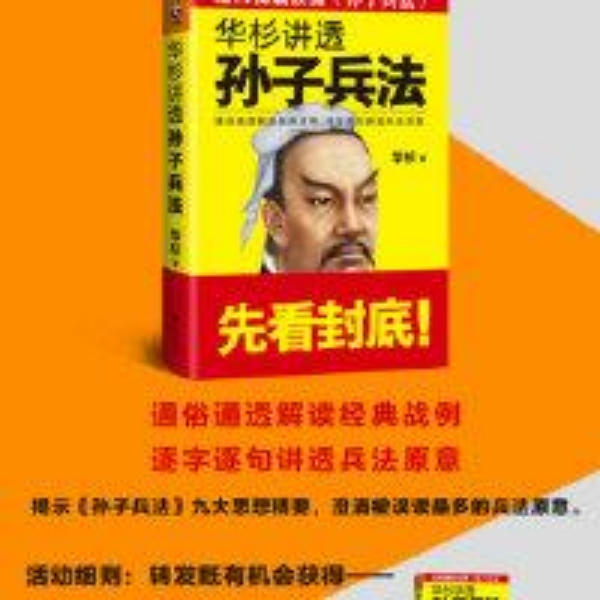 华杉讲透
孙子兵法
华杉
华杉讲透孙子兵法
华杉
先看封底！
通俗通透解读经典战例
逐字逐句讲透兵法原意
揭示《孙子兵法》九大思想精要，澄清被误读最多的兵法原意。
活动细则：转发既有机会获得——